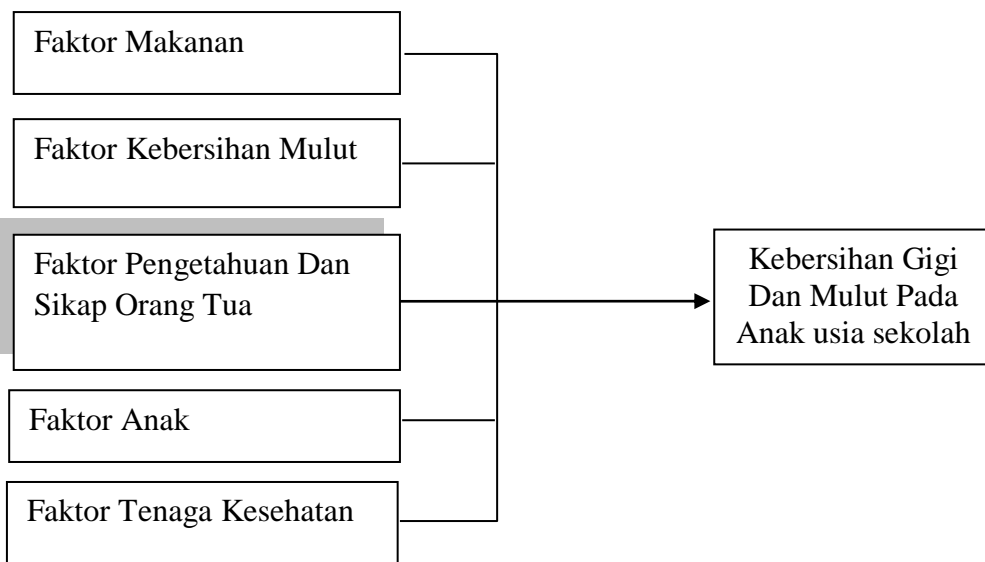 Faktor Makanan
Faktor Kebersihan Mulut
Faktor Pengetahuan Dan
Sikap Orang Tua
Faktor Anak
Faktor Tenaga Kesehatan
Kebersihan Gigi
Dan Mulut Pada
Anak usia sekolah